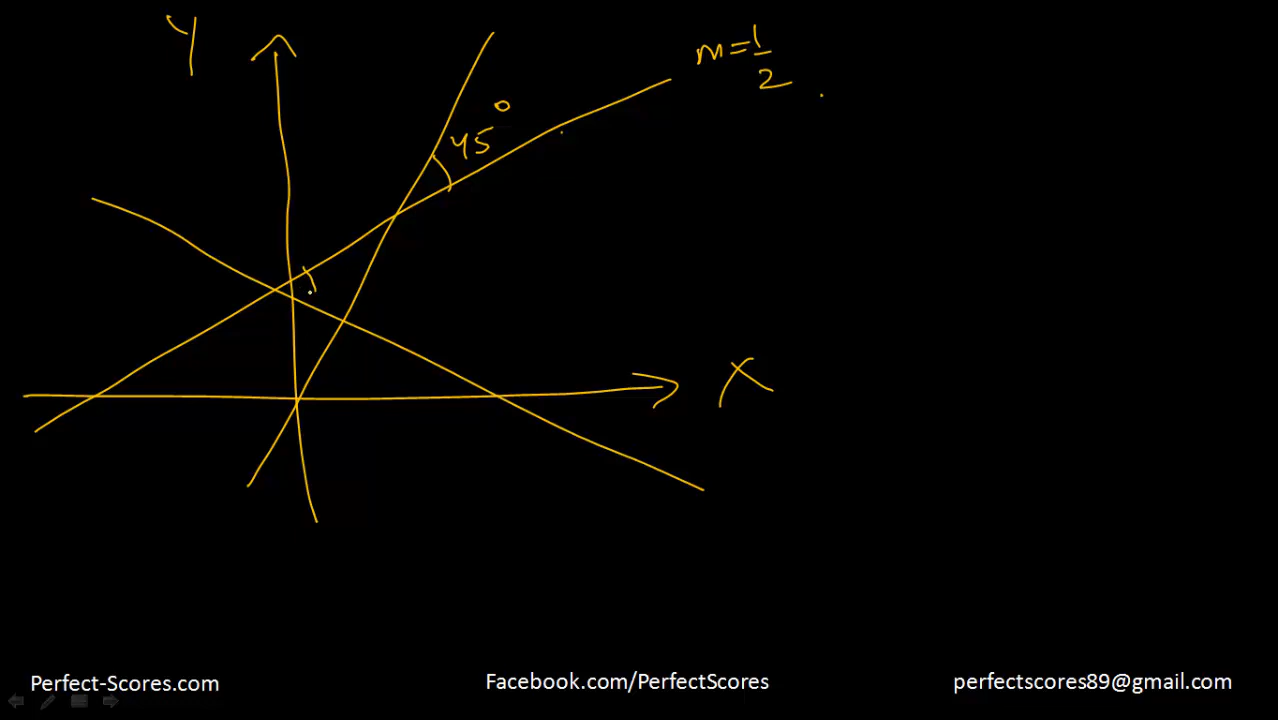 Y
m = 1/2
45°
X
Perfect-Scores.com
Facebook.com/PerfectScores
perfectscores89@gmail.com